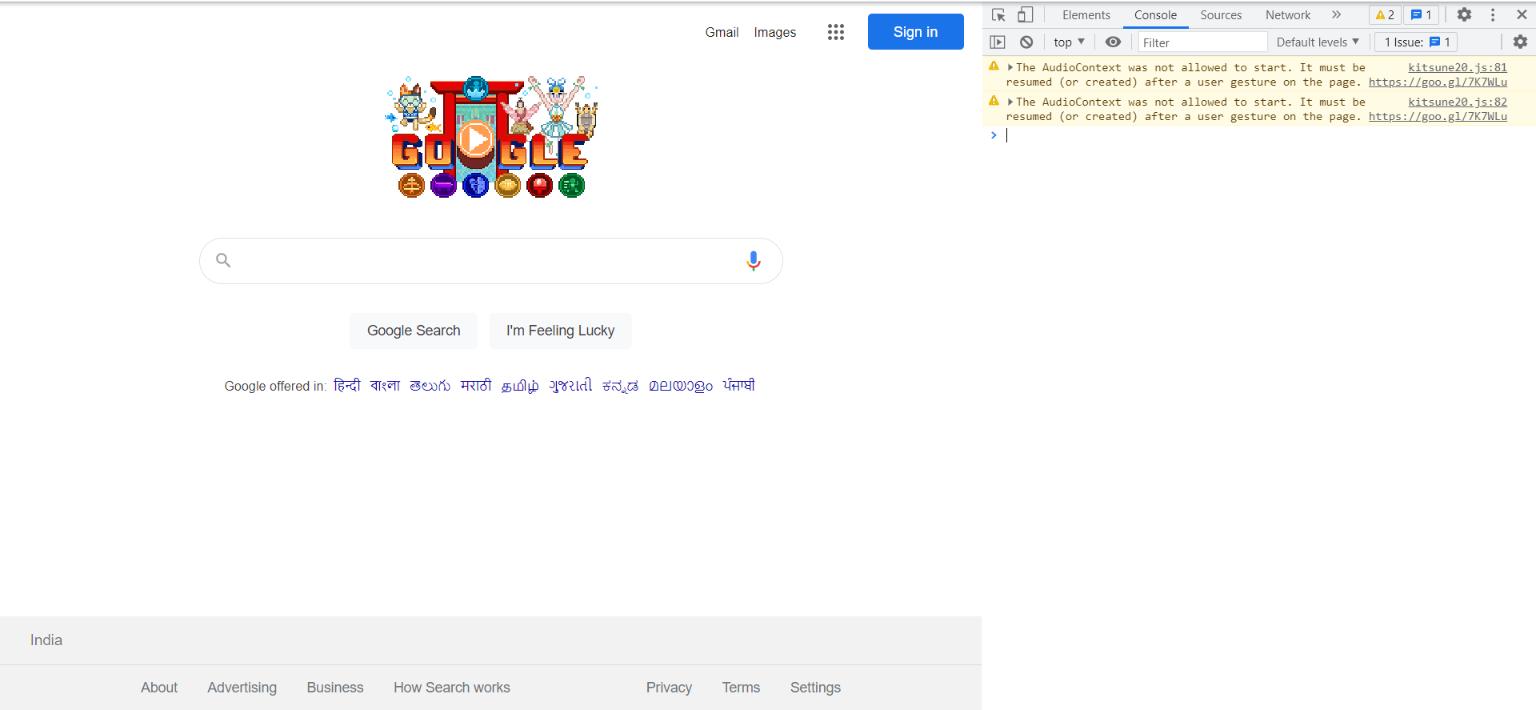 Gmail Images Sign in
GOOGLE
Google Search I'm Feeling Lucky
Google offered in: हिन्दी বাংলা తెలుగు मराठी தமிழ் ગુજરાતી ಕನ್ನಡ മലയാളം ਪੰਜਾਬੀ
India
About Advertising Business How Search works Privacy Terms Settings
Elements Console Sources Network » 2 1
top Filter Default levels 1 Issue: 1
The AudioContext was not allowed to start. It must be kitsune20.js:81
resumed (or created) after a user gesture on the page. https://goo.gl/7K7WLu
The AudioContext was not allowed to start. It must be kitsune20.js:82
resumed (or created) after a user gesture on the page. https://goo.gl/7K7WLu